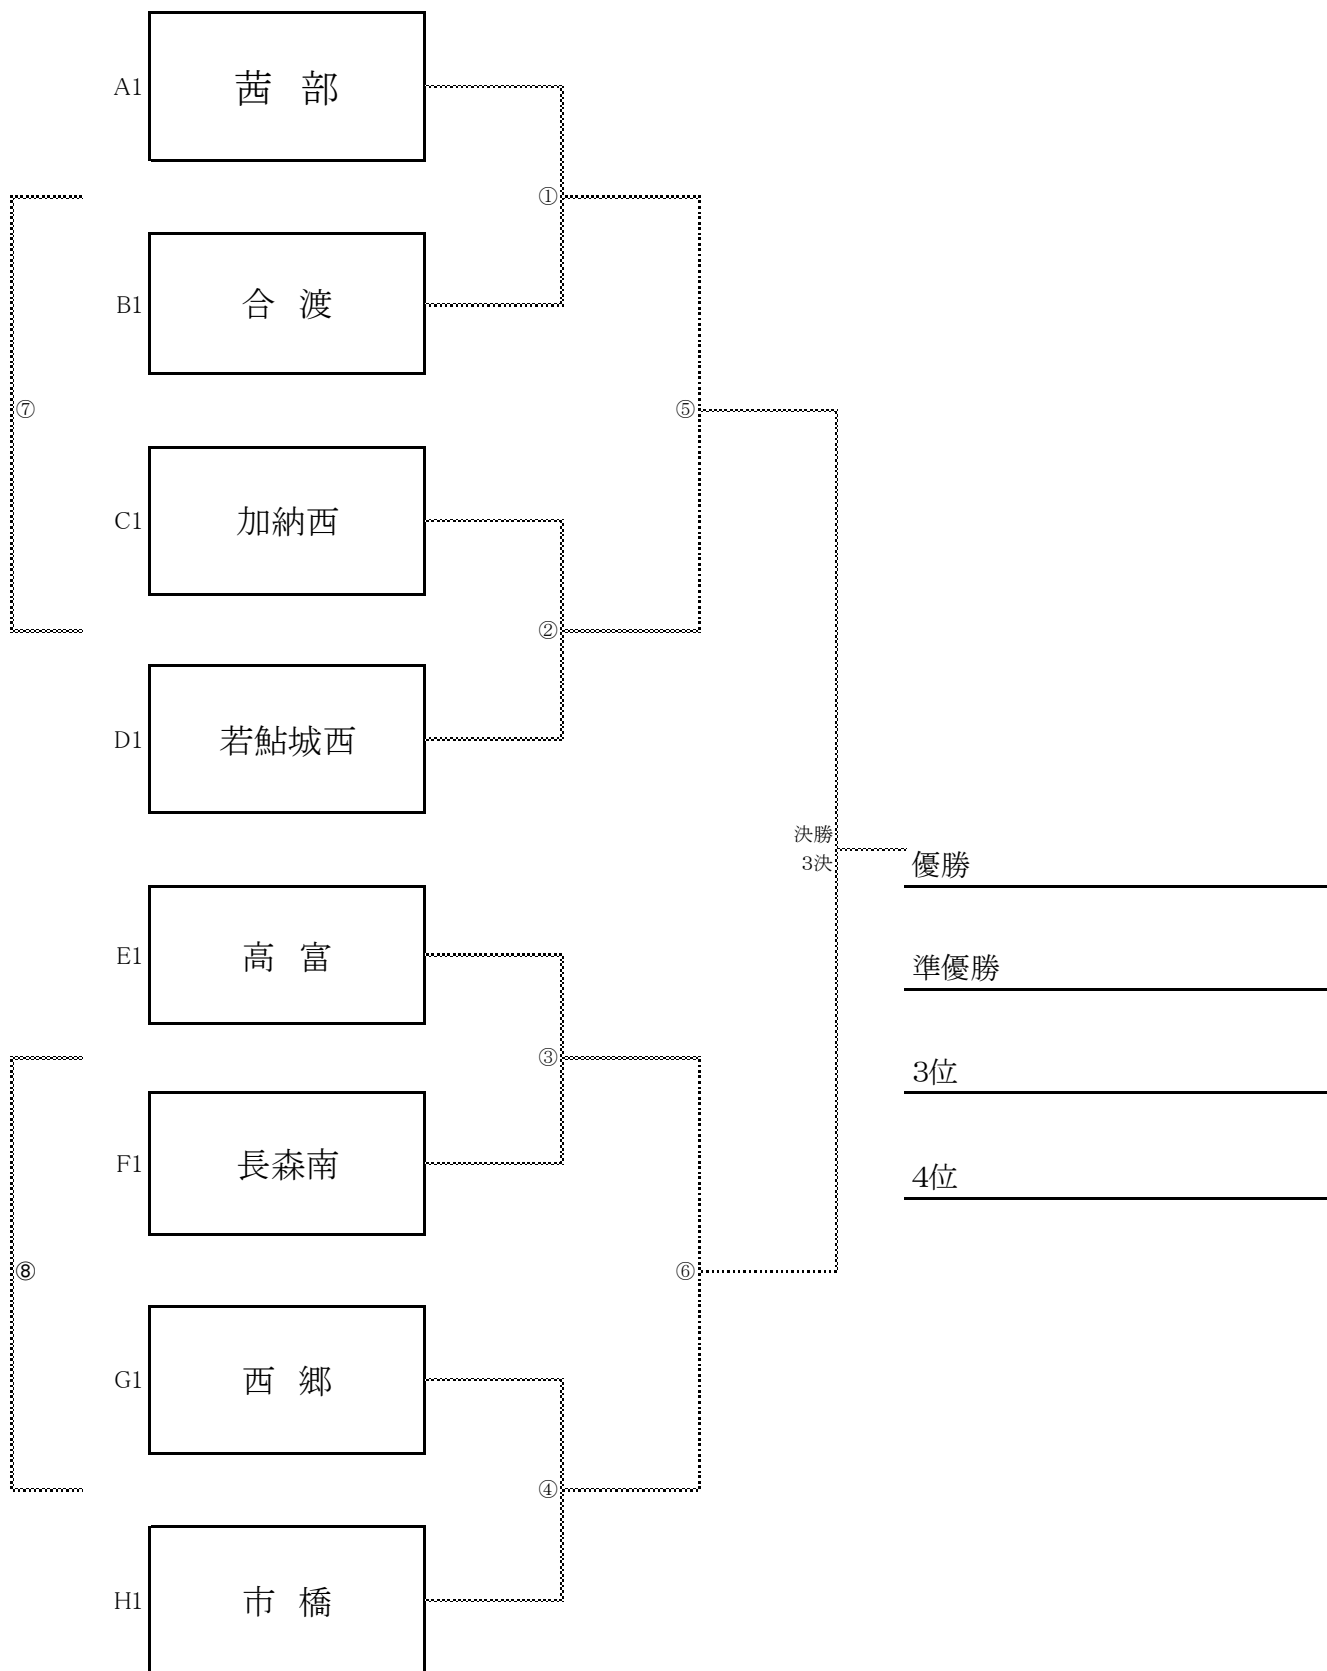 A1
茜 部
①
B1
合 渡
⑦
⑤
C1
加納西
②
D1
若鮎城西
決勝
3決
優勝
E1
高 富
準優勝
③
3位
F1
長森南
4位
⑧
⑥
G1
西 郷
④
H1
市 橋